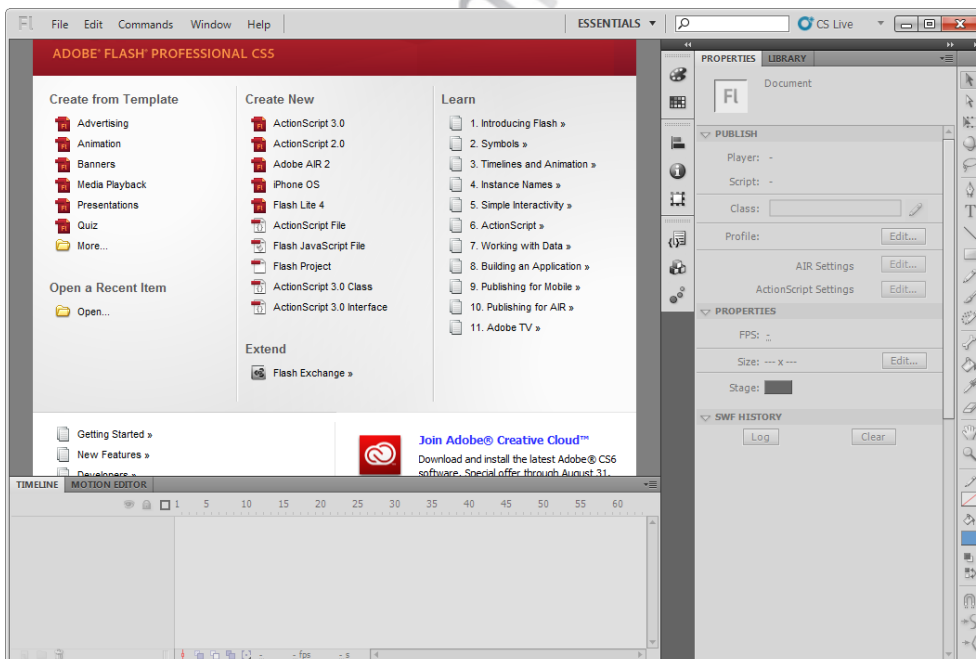 Fl File Edit Commands Window Help ESSENTIALS CS Live
ADOBE® FLASH® PROFESSIONAL CS5
Create from Template
Advertising
Animation
Banners
Media Playback
Presentations
Quiz
More...
Open a Recent Item
Open...
Create New
ActionScript 3.0
ActionScript 2.0
Adobe AIR 2
iPhone OS
Flash Lite 4
ActionScript File
Flash JavaScript File
Flash Project
ActionScript 3.0 Class
ActionScript 3.0 Interface
Extend
Flash Exchange »
Learn
1. Introducing Flash »
2. Symbols »
3. Timelines and Animation »
4. Instance Names »
5. Simple Interactivity »
6. ActionScript »
7. Working with Data »
8. Building an Application »
9. Publishing for Mobile »
10. Publishing for AIR »
11. Adobe TV »
Getting Started »
New Features »
Developers »
Join Adobe® Creative Cloud™
Download and install the latest Adobe® CS6
software. Special offer through August 31.
PROPERTIES LIBRARY
Fl Document
PUBLISH
Player: -
Script: -
Class:
Profile: Edit...
AIR Settings Edit...
ActionScript Settings Edit...
PROPERTIES
FPS: -
Size: --- x --- Edit...
Stage:
SWF HISTORY
Log Clear
TIMELINE MOTION EDITOR
1 5 10 15 20 25 30 35 40 45 50 55 60
- - fps - s